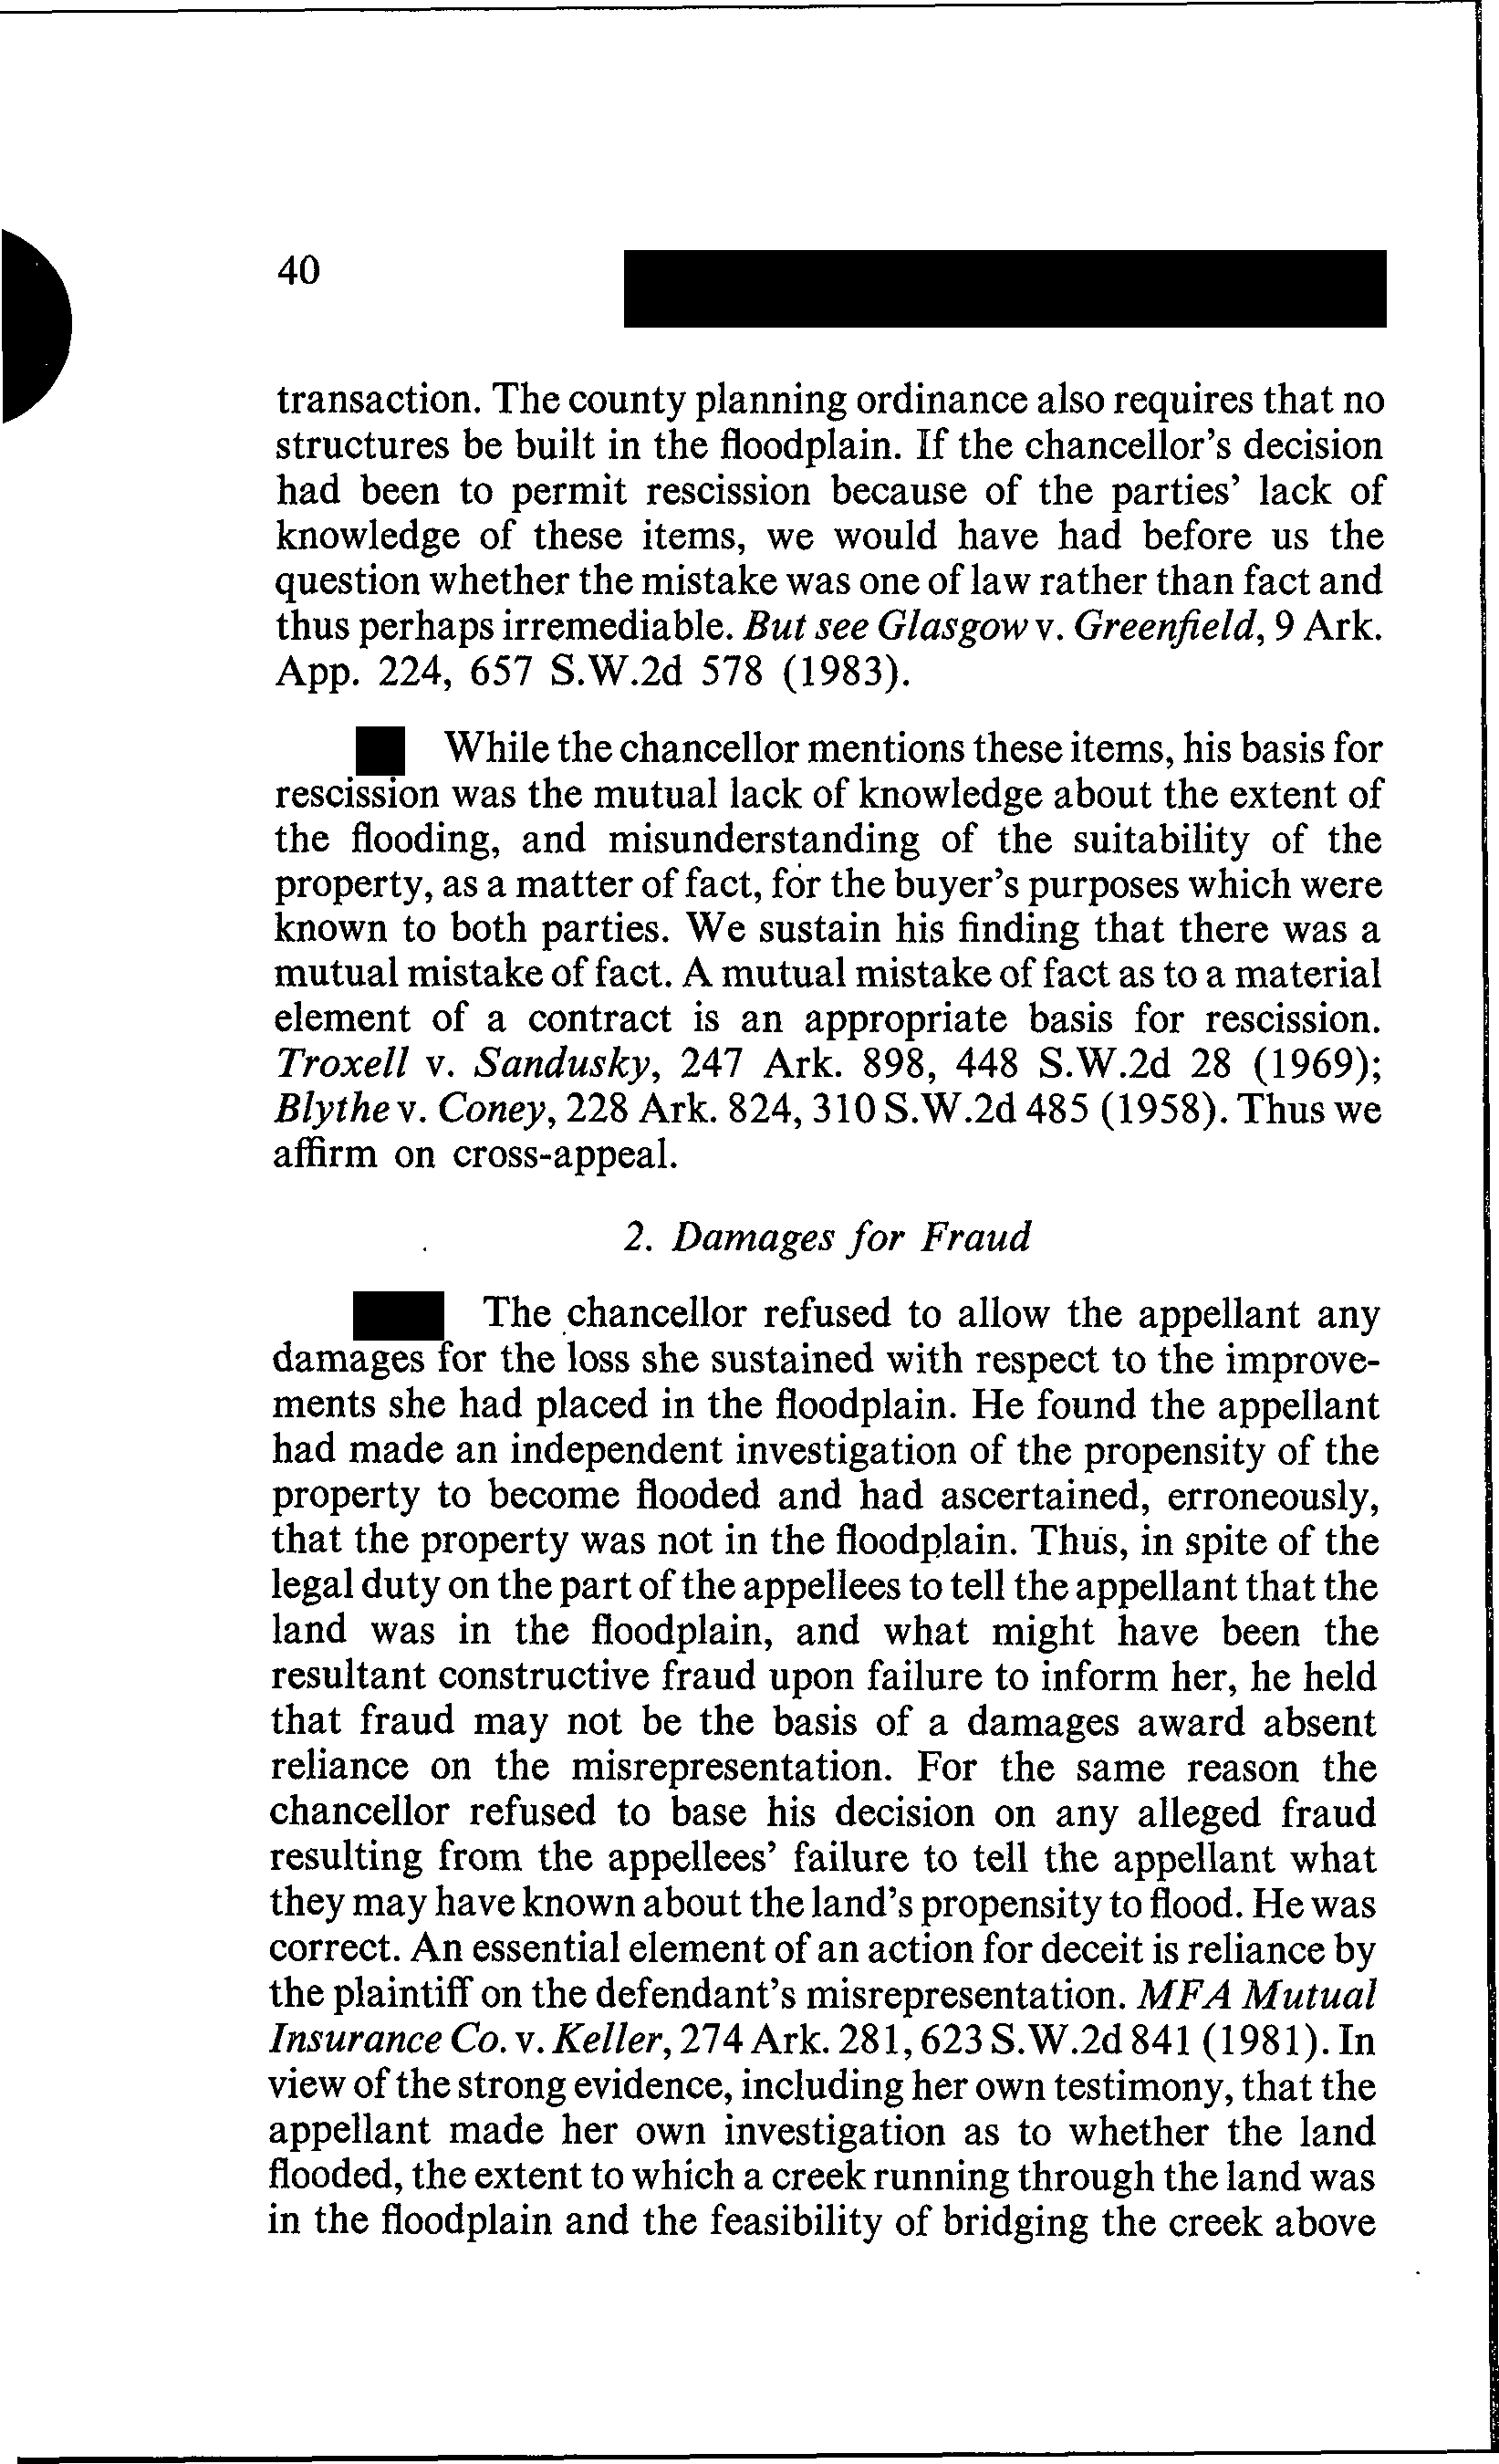 40
transaction. The county planning ordinance also requires that no
structures be built in the floodplain. If the chancellor's decision
had been to permit rescission because of the parties' lack of
knowledge of these items, we would have had before us the
question whether the mistake was one of law rather than fact and
thus perhaps irremediable. But see Glasgow v. Greenfield, 9 Ark.
App. 224, 657 S.W.2d 578 (1983).
While the chancellor mentions these items, his basis for
rescission was the mutual lack of knowledge about the extent of
the flooding, and misunderstanding of the suitability of the
property, as a matter of fact, for the buyer's purposes which were
known to both parties. We sustain his finding that there was a
mutual mistake of fact. A mutual mistake of fact as to a material
element of a contract is an appropriate basis for rescission.
Troxell v. Sandusky, 247 Ark. 898, 448 S.W.2d 28 (1969);
Blythe v. Coney, 228 Ark. 824, 310 S.W.2d 485 (1958). Thus we
affirm on cross-appeal.
2. Damages for Fraud
The chancellor refused to allow the appellant any
damages for the loss she sustained with respect to the improve-
ments she had placed in the floodplain. He found the appellant
had made an independent investigation of the propensity of the
property to become flooded and had ascertained, erroneously,
that the property was not in the floodplain. Thus, in spite of the
legal duty on the part of the appellees to tell the appellant that the
land was in the floodplain, and what might have been the
resultant constructive fraud upon failure to inform her, he held
that fraud may not be the basis of a damages award absent
reliance on the misrepresentation. For the same reason the
chancellor refused to base his decision on any alleged fraud
resulting from the appellees' failure to tell the appellant what
they may have known about the land's propensity to flood. He was
correct. An essential element of an action for deceit is reliance by
the plaintiff on the defendant's misrepresentation. MFA Mutual
Insurance Co. v. Keller, 274 Ark. 281, 623 S.W.2d 841 (1981). In
view of the strong evidence, including her own testimony, that the
appellant made her own investigation as to whether the land
flooded, the extent to which a creek running through the land was
in the floodplain and the feasibility of bridging the creek above